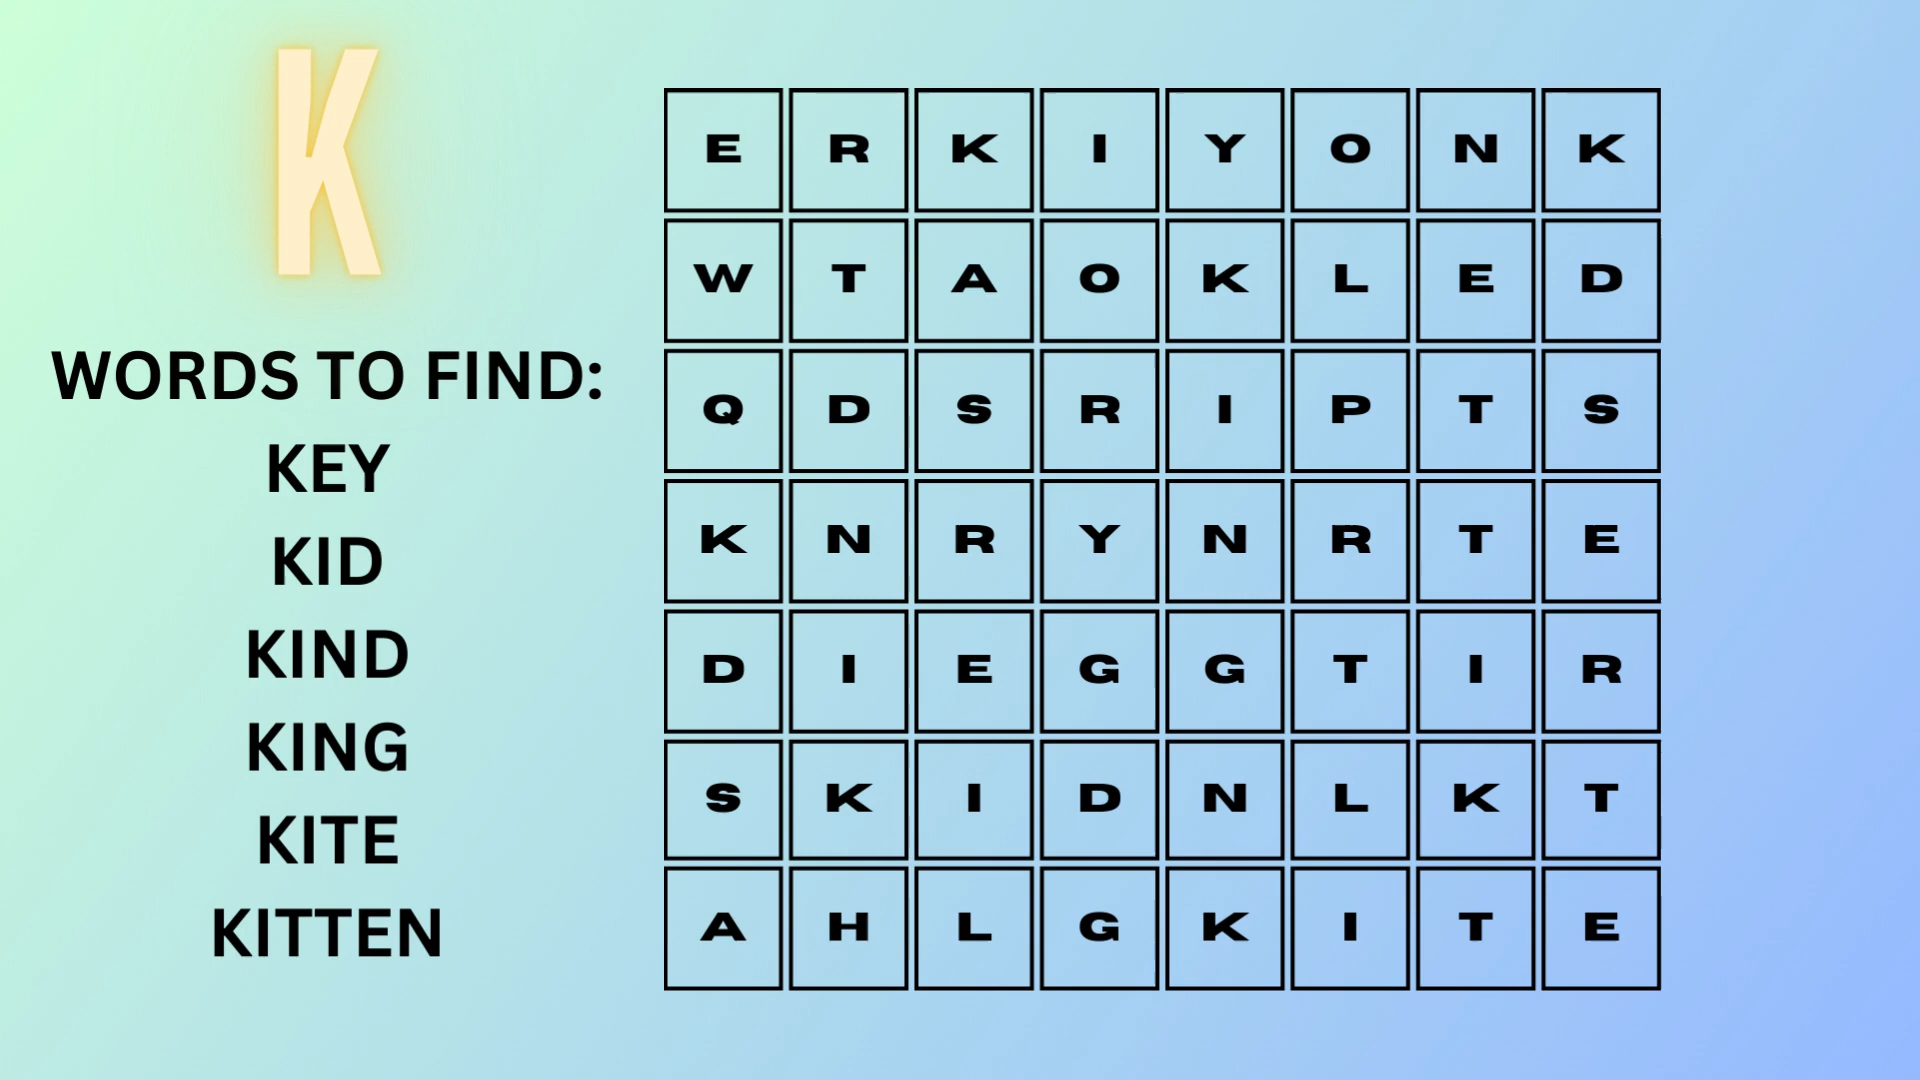 K
WORDS TO FIND:
KEY
KID
KIND
KING
KITE
KITTEN
E R K I Y O N K
W T A O K L E D
Q D S R I P T S
K N R Y N R T E
D I E G G T I R
S K I D N L K T
A H L G K I T E